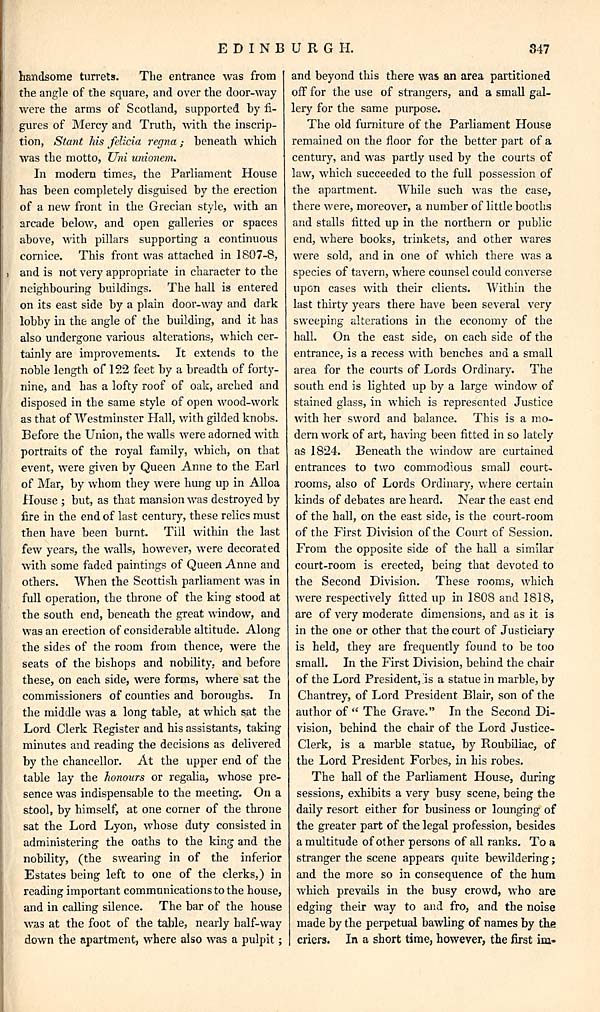 EDINBURGH.
347
handsome turrets. The entrance was from
the angle of the square, and over the door-way
were the arms of Scotland, supported by fi-
gures of Mercy and Truth, with the inscrip-
tion, Stant his felicia regna; beneath which
was the motto, Uni unionem.
In modern times, the Parliament House
has been completely disguised by the erection
of a new front in the Grecian style, with an
arcade below, and open galleries or spaces
above, with pillars supporting a continuous
cornice. This front was attached in 1807-8,
and is not very appropriate in character to the
neighbouring buildings. The hall is entered
on its east side by a plain door-way and dark
lobby in the angle of the building, and it has
also undergone various alterations, which cer-
tainly are improvements. It extends to the
noble length of 122 feet by a breadth of forty-
nine, and has a lofty roof of oak, arched and
disposed in the same style of open wood-work
as that of Westminster Hall, with gilded knobs.
Before the Union, the walls were adorned with
portraits of the royal family, which, on that
event, were given by Queen Anne to the Earl
of Mar, by whom they were hung up in Alloa
House; but, as that mansion was destroyed by
fire in the end of last century, these relics must
then have been burnt. Till within the last
few years, the walls, however, were decorated
with some faded paintings of Queen Anne and
others. When the Scottish parliament was in
full operation, the throne of the king stood at
the south end, beneath the great window, and
was an erection of considerable altitude. Along
the sides of the room from thence, were the
seats of the bishops and nobility, and before
these, on each side, were forms, where sat the
commissioners of counties and boroughs. In
the middle was a long table, at which sat the
Lord Clerk Register and his assistants, taking
minutes and reading the decisions as delivered
by the chancellor. At the upper end of the
table lay the honours or regalia, whose pre-
sence was indispensable to the meeting. On a
stool, by himself, at one corner of the throne
sat the Lord Lyon, whose duty consisted in
administering the oaths to the king and the
nobility, (the swearing in of the inferior
Estates being left to one of the clerks,) in
reading important communications to the house,
and in calling silence. The bar of the house
was at the foot of the table, nearly half-way
down the apartment, where also was a pulpit;
and beyond this there was an area partitioned
off for the use of strangers, and a small gal-
lery for the same purpose.
The old furniture of the Parliament House
remained on the floor for the better part of a
century, and was partly used by the courts of
law, which succeeded to the full possession of
the apartment. While such was the case,
there were, moreover, a number of little booths
and stalls fitted up in the northern or public
end, where books, trinkets, and other wares
were sold, and in one of which there was a
species of tavern, where counsel could converse
upon cases with their clients. Within the
last thirty years there have been several very
sweeping alterations in the economy of the
hall. On the east side, on each side of the
entrance, is a recess with benches and a small
area for the courts of Lords Ordinary. The
south end is lighted up by a large window of
stained glass, in which is represented Justice
with her sword and balance. This is a mo-
dern work of art, having been fitted in so lately
as 1824. Beneath the window are curtained
entrances to two commodious small court-
rooms, also of Lords Ordinary, where certain
kinds of debates are heard. Near the east end
of the hall, on the east side, is the court-room
of the First Division of the Court of Session.
From the opposite side of the hall a similar
court-room is erected, being that devoted to
the Second Division. These rooms, which
were respectively fitted up in 1808 and 1818,
are of very moderate dimensions, and as it is
in the one or other that the court of Justiciary
is held, they are frequently found to be too
small. In the First Division, behind the chair
of the Lord President, is a statue in marble, by
Chantrey, of Lord President Blair, son of the
author of " The Grave." In the Second Di-
vision, behind the chair of the Lord Justice-
Clerk, is a marble statue, by Roubiliac, of
the Lord President Forbes, in his robes.
The hall of the Parliament House, during
sessions, exhibits a very busy scene, being the
daily resort either for business or lounging of
the greater part of the legal profession, besides
a multitude of other persons of all ranks. To a
stranger the scene appears quite bewildering;
and the more so in consequence of the hum
which prevails in the busy crowd, who are
edging their way to and fro, and the noise
made by the perpetual bawling of names by the
criers. In a short time, however, the first im-